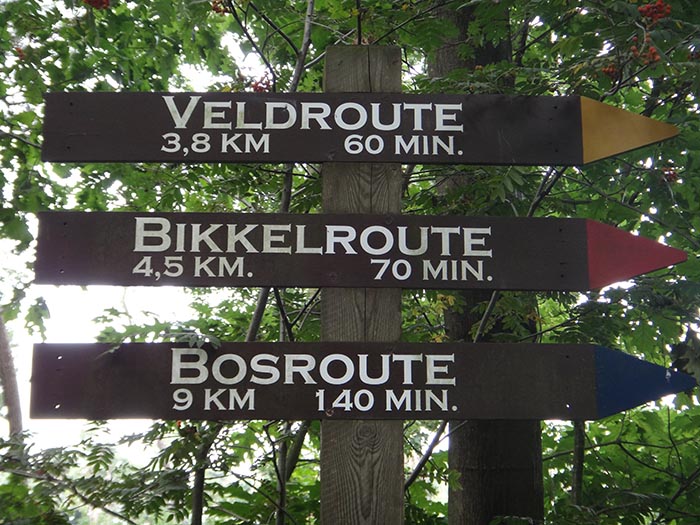 VELDROUTE
3,8 KM 60 MIN.
BIKKELROUTE
4,5 KM. 70 MIN.
BOSROUTE
9 KM 140 MIN.